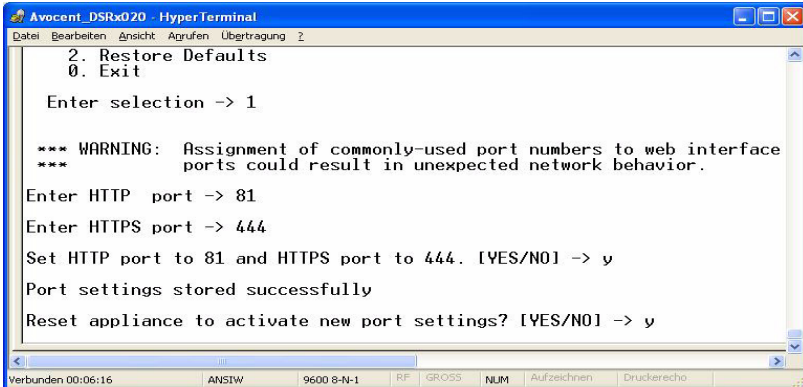 Avocent_DSRx020 - HyperTerminal
Datei Bearbeiten Ansicht Anrufen Übertragung ?
2. Restore Defaults
0. Exit
Enter selection -> 1
*** WARNING: Assignment of commonly-used port numbers to web interface
*** ports could result in unexpected network behavior.
Enter HTTP port -> 81
Enter HTTPS port -> 444
Set HTTP port to 81 and HTTPS port to 444. [YES/NO] -> y
Port settings stored successfully
Reset appliance to activate new port settings? [YES/NO] -> y
Verbunden 00:06:16 ANSIW 9600 8-N-1 RF GROSS NUM Aufzeichnen Druckerecho